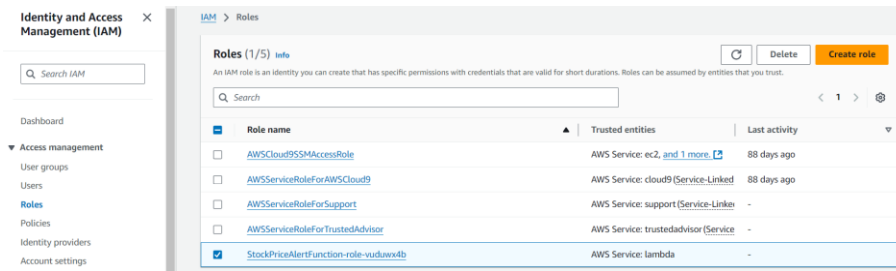 Identity and Access
Management (IAM)
Search IAM
Dashboard
Access management
User groups
Users
Roles
Policies
Identity providers
Account settings
IAM > Roles
Roles (1/5) Info
Delete
Create role
An IAM role is an identity you can create that has specific permissions with credentials that are valid for short durations. Roles can be assumed by entities that you trust.
Search
1
Role name Trusted entities Last activity
AWSCloud9SSMAccessRole AWS Service: ec2, and 1 more. 88 days ago
AWSServiceRoleForAWSCloud9 AWS Service: cloud9 (Service-Linked 88 days ago
AWSServiceRoleForSupport AWS Service: support (Service-Linke -
AWSServiceRoleForTrustedAdvisor AWS Service: trustedadvisor (Service -
StockPriceAlertFunction-role-vuduwx4b AWS Service: lambda -